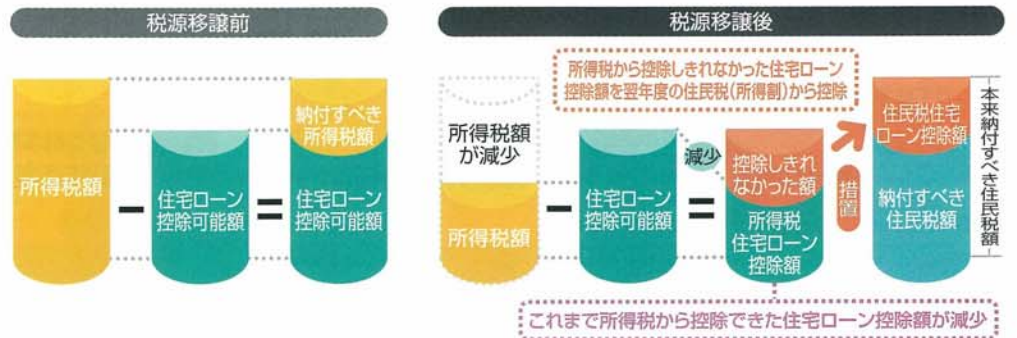 税源移譲前
所得税額
−
住宅ローン
控除可能額
=
納付すべき
所得税額
住宅ローン
控除可能額
税源移譲後
所得税から控除しきれなかった住宅ローン
控除額を翌年度の住民税(所得割)から控除
所得税額
が減少
所得税額
−
住宅ローン
控除可能額
=
減少
控除しきれ
なかった額
所得税
住宅ローン
控除額
措置
住民税住宅
ローン控除額
納付すべき
住民税額
本来納付すべき住民税額
これまで所得税から控除できた住宅ローン控除額が減少